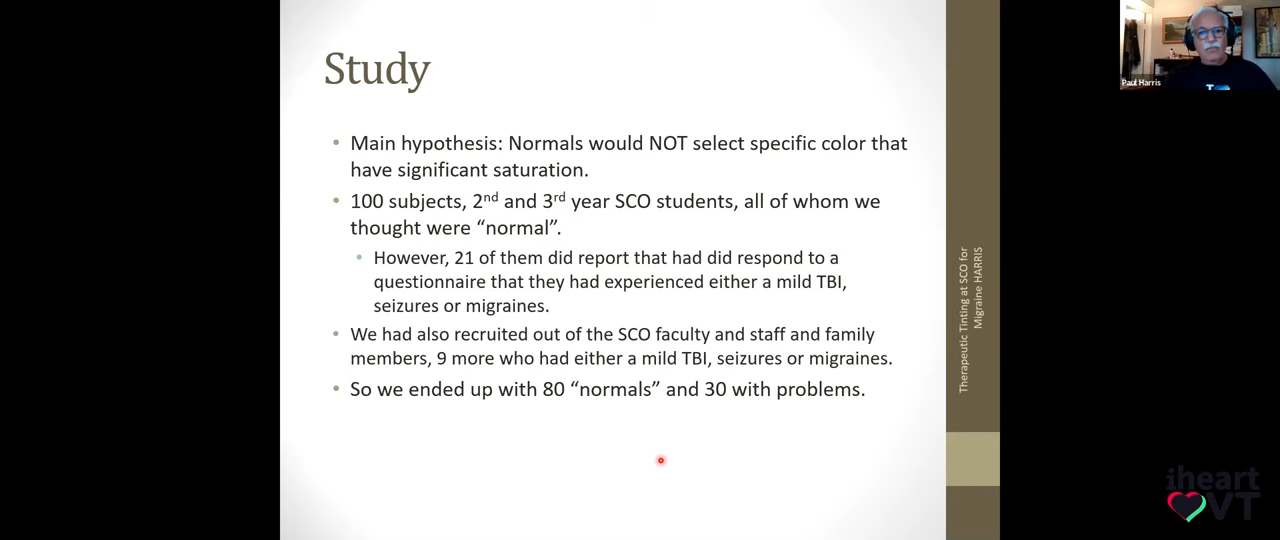 Study
• Main hypothesis: Normals would NOT select specific color that
have significant saturation.
• 100 subjects, 2nd and 3rd year SCO students, all of whom we
thought were “normal”.
• However, 21 of them did report that had did respond to a
questionnaire that they had experienced either a mild TBI,
seizures or migraines.
• We had also recruited out of the SCO faculty and staff and family
members, 9 more who had either a mild TBI, seizures or migraines.
• So we ended up with 80 “normals” and 30 with problems.
Therapeutic Tinting at SCO for
Migraine HARRIS
Paul Harris
iheart
VT